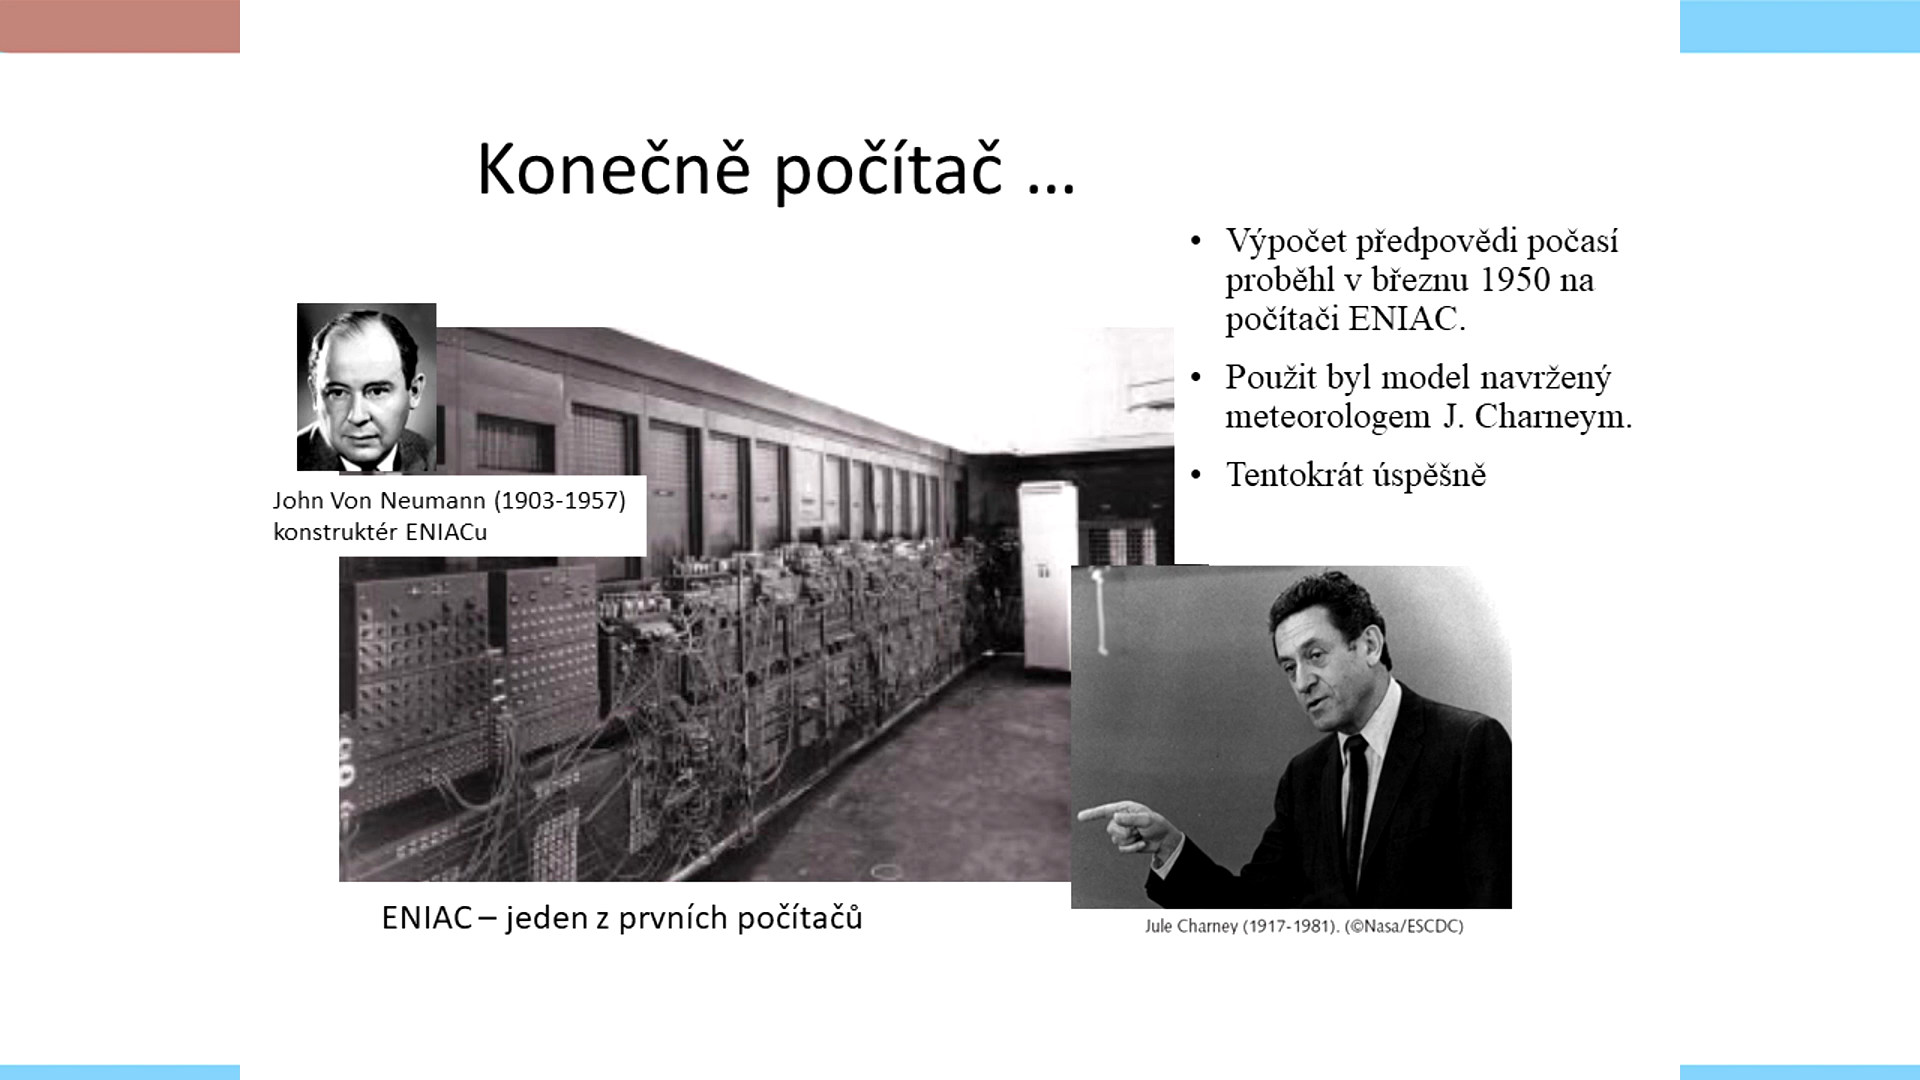 Konečně počítač ...
• Výpočet předpovědi počasí
proběhl v březnu 1950 na
počítači ENIAC.
• Použit byl model navržený
meteorologem J. Charneym.
• Tentokrát úspěšně
John Von Neumann (1903-1957)
konstruktér ENIACu
ENIAC – jeden z prvních počítačů
Jule Charney (1917-1981). (©Nasa/ESCDC)